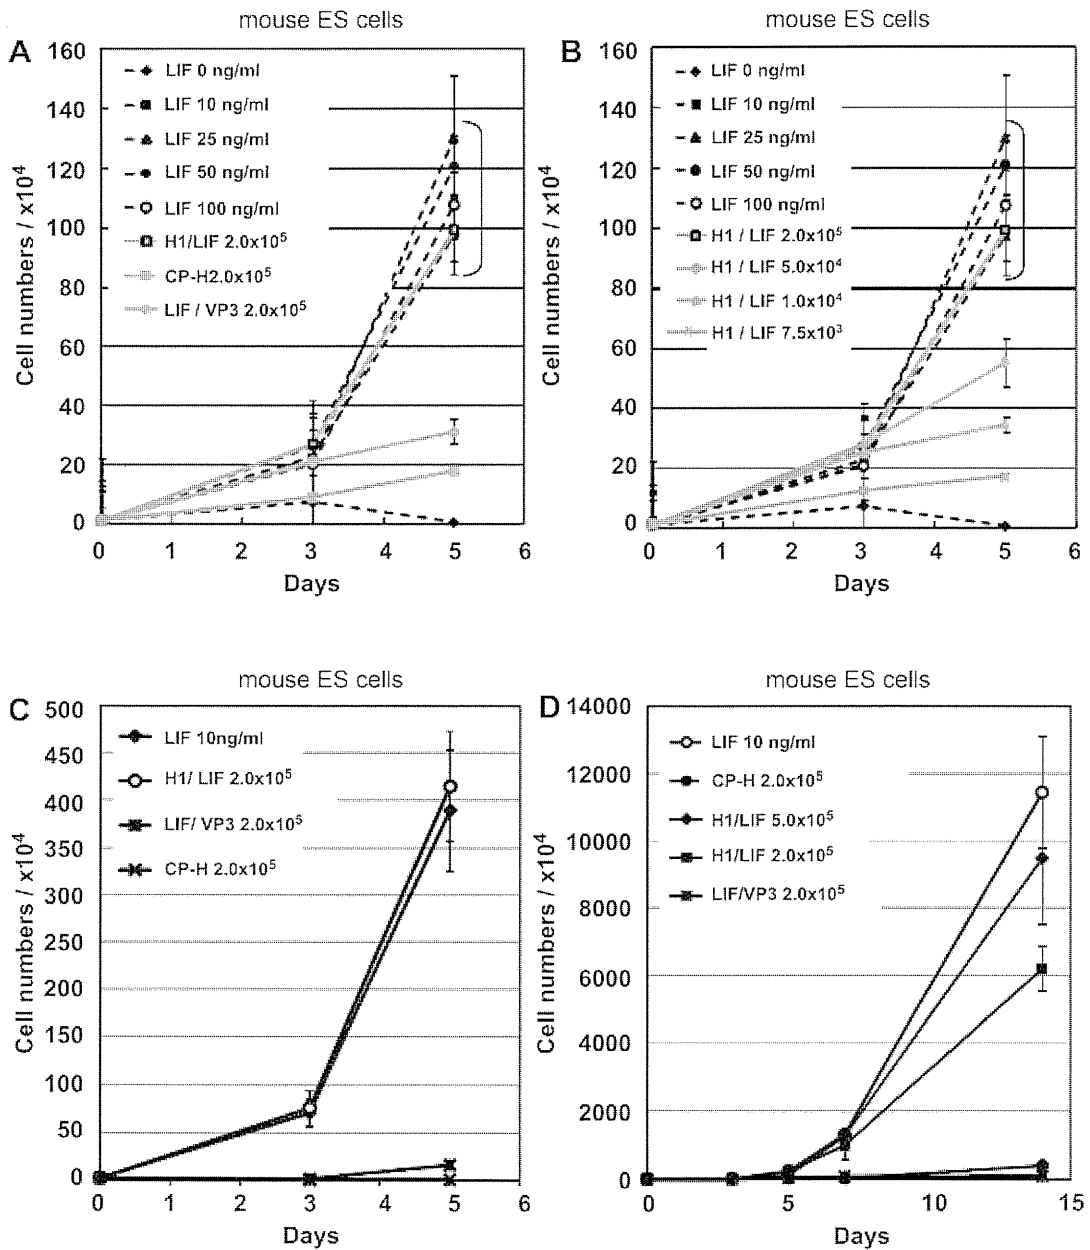 mouse ES cells
A
160
140
120
100
80
60
40
20
0
Cell numbers / x10⁴
LIF 0 ng/ml
LIF 10 ng/ml
LIF 25 ng/ml
LIF 50 ng/ml
LIF 100 ng/ml
H1/LIF 2.0x10⁵
CP-H2.0x10⁵
LIF / VP3 2.0x10⁵
0 1 2 3 4 5 6
Days
mouse ES cells
B
160
140
120
100
80
60
40
20
0
Cell numbers / x10⁴
LIF 0 ng/ml
LIF 10 ng/ml
LIF 25 ng/ml
LIF 50 ng/ml
LIF 100 ng/ml
H1 / LIF 2.0x10⁵
H1 / LIF 5.0x10⁴
H1 / LIF 1.0x10⁴
H1 / LIF 7.5x10³
0 1 2 3 4 5 6
Days
mouse ES cells
C
500
450
400
350
300
250
200
150
100
50
0
Cell numbers / x10⁴
LIF 10ng/ml
H1/ LIF 2.0x10⁵
LIF/ VP3 2.0x10⁵
CP-H 2.0x10⁵
0 1 2 3 4 5 6
Days
mouse ES cells
D
14000
12000
10000
8000
6000
4000
2000
0
Cell numbers / x10⁴
LIF 10 ng/ml
CP-H 2.0x10⁵
H1/LIF 5.0x10⁵
H1/LIF 2.0x10⁵
LIF/VP3 2.0x10⁵
0 3 5 7 10 14 15
Days